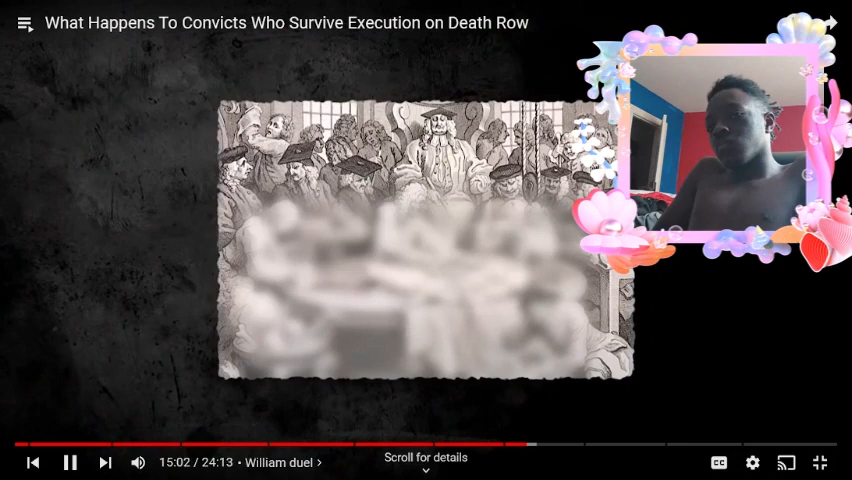 What Happens To Convicts Who Survive Execution on Death Row
15:02 / 24:13 • William duel >
Scroll for details
CC